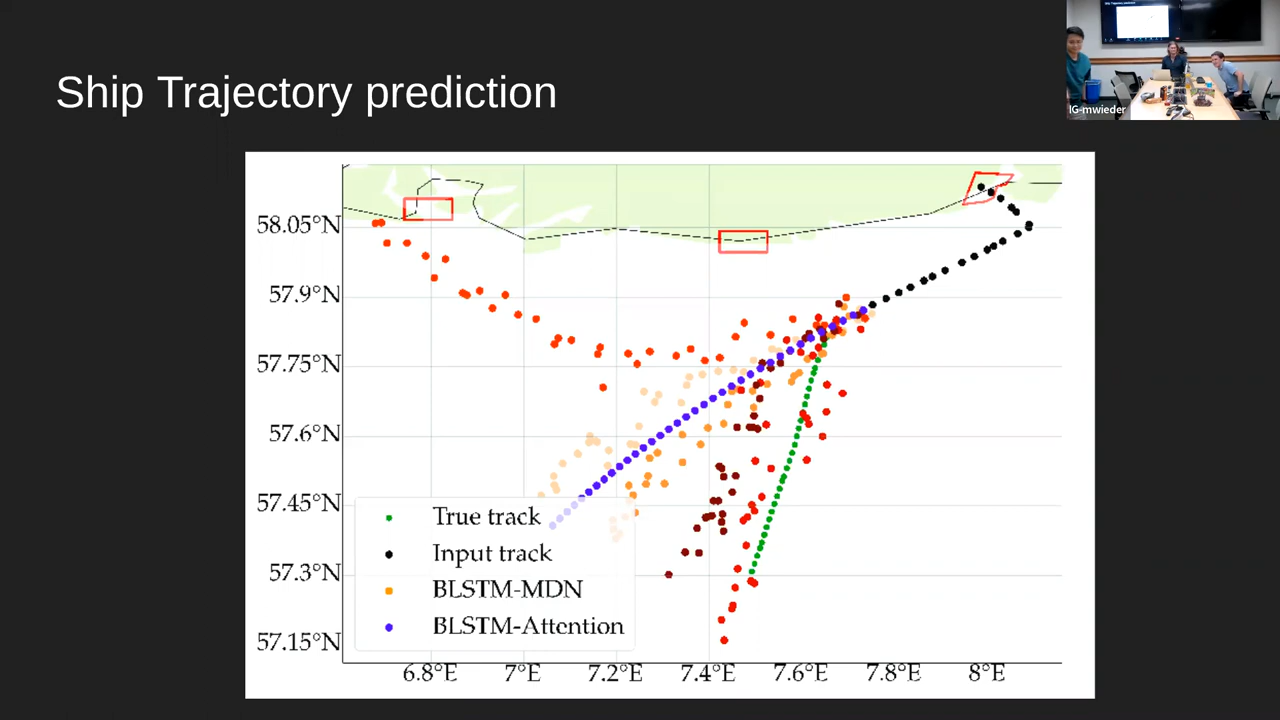 Ship Trajectory prediction
IG-mwieder
58.05°N
57.9°N
57.75°N
57.6°N
57.45°N
57.3°N
57.15°N
True track
Input track
BLSTM-MDN
BLSTM-Attention
6.8°E 7°E 7.2°E 7.4°E 7.6°E 7.8°E 8°E